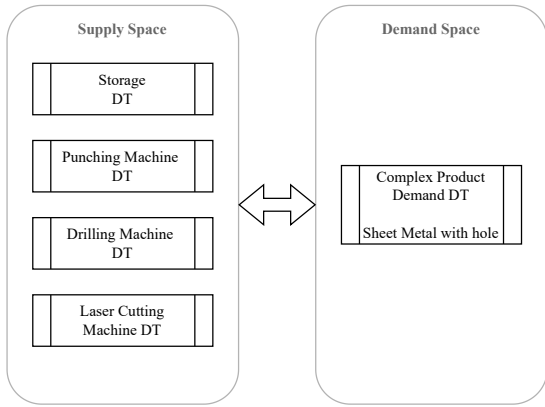 Supply Space
Storage
DT
Punching Machine
DT
Drilling Machine
DT
Laser Cutting
Machine DT
Demand Space
Complex Product
Demand DT
Sheet Metal with hole